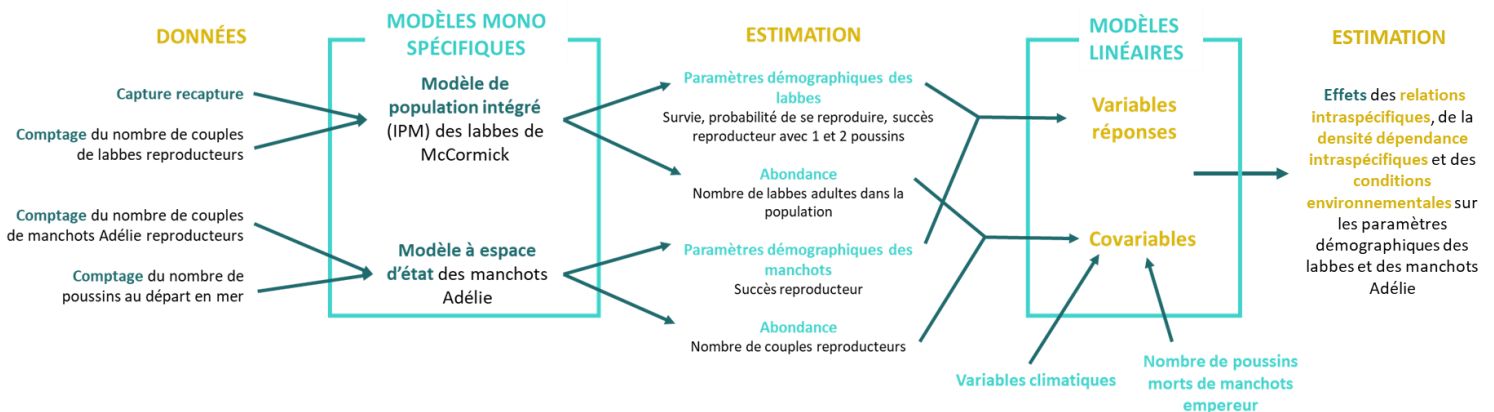 DONNÉES
Capture recapture
Comptage du nombre de couples
de labbes reproducteurs
Comptage du nombre de couples
de manchots Adélie reproducteurs
Comptage du nombre de
poussins au départ en mer
MODÈLES MONO
SPÉCIFIQUES
Modèle de
population intégré
(IPM) des labbes de
McCormick
Modèle à espace
d'état des manchots
Adélie
ESTIMATION
Paramètres démographiques des
labbes
Survie, probabilité de se reproduire, succès
reproducteur avec 1 et 2 poussins
Abondance
Nombre de labbes adultes dans la
population
Paramètres démographiques des
manchots
Succès reproducteur
Abondance
Nombre de couples reproducteurs
MODÈLES
LINÉAIRES
Variables
réponses
Covariables
Variables climatiques
Nombre de poussins
morts de manchots
empereur
ESTIMATION
Effets des relations
intraspécifiques, de la
densité dépendance
intraspécifiques et des
conditions
environnementales sur
les paramètres
démographiques des
labbes et des manchots
Adélie